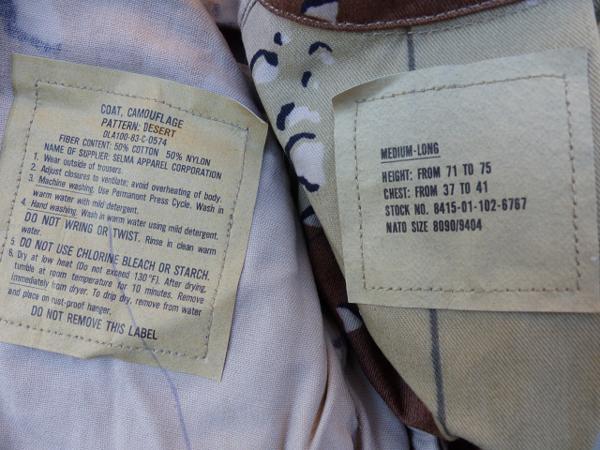 COAT, CAMOUFLAGE
PATTERN: DESERT
DLA100-83-C-0574
FIBER CONTENT: 50% COTTON 50% NYLON
NAME OF SUPPLIER: SELMA APPAREL CORPORATION
1. Wear outside of trousers.
2. Adjust closures to ventilate; avoid overheating of body.
3. Machine washing. Use Permanent Press Cycle. Wash in
warm water with mild detergent.
4. Hand washing. Wash in warm water using mild detergent.
DO NOT WRING or TWIST. Rinse in clean warm
water.
5. DO NOT USE CHLORINE BLEACH OR STARCH.
6. Dry at low heat (Do not exceed 130°F). After drying,
tumble at room temperature for 10 minutes. Remove
immediately from dryer. To drip dry, remove from water
and place on rust-proof hanger.
DO NOT REMOVE THIS LABEL
MEDIUM-LONG
HEIGHT: FROM 71 TO 75
CHEST: FROM 37 TO 41
STOCK NO. 8415-01-102-6767
NATO SIZE 8090/9404